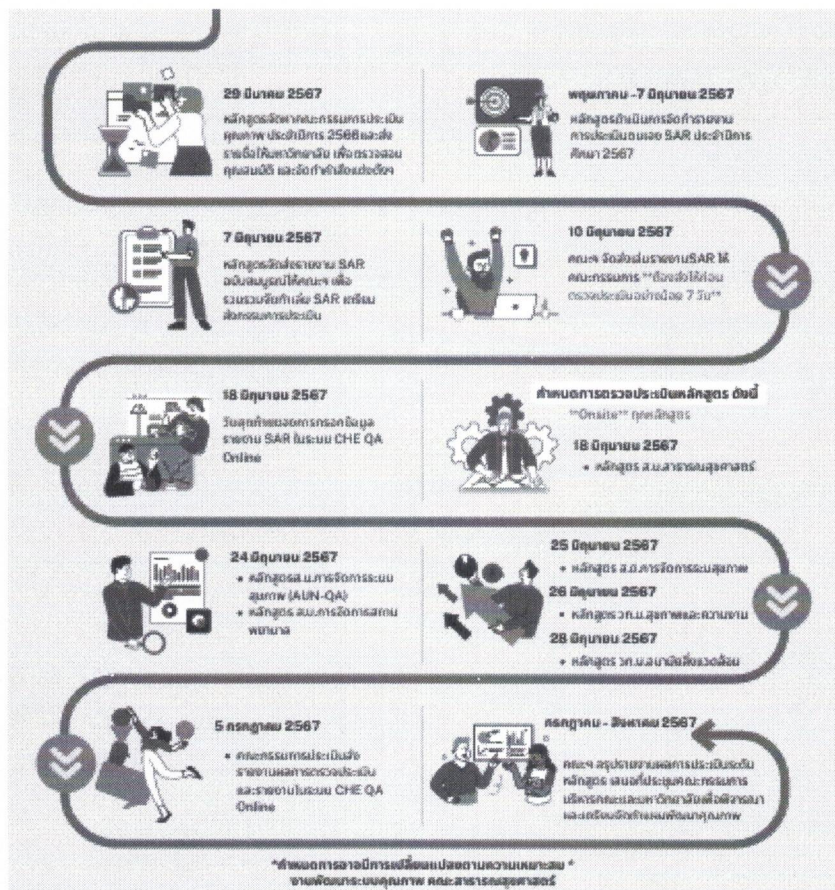 29 มีนาคม 2567
หลักสูตรจัดหาคณะกรรมการประเมิน
คุณภาพ ประจำปีการ 2566และส่ง
รายชื่อให้มหาวิทยาลัย เพื่อตรวจสอบ
คุณสมบัติ และจัดทำคำสั่งแต่งตั้งฯ
พฤษภาคม -7 มิถุนายน 2567
หลักสูตรดำเนินการจัดทำรายงาน
การประเมินตนเอง SAR ประจำปีการ
ศึกษา 2567
7 มิถุนายน 2567
หลักสูตรจัดส่งรายงาน SAR
ฉบับสมบูรณ์ให้คณะฯ เพื่อ
รวบรวมจัดทำเล่ม SAR เตรียม
ส่งกรรมการประเมิน
10 มิถุนายน 2567
คณะฯ จัดส่งเล่มรายงานSAR ให้
คณะกรรมการ **ต้องส่งให้ก่อน
ตรวจประเมินอย่างน้อย 7 วัน**
18 มิถุนายน 2567
วันสุดท้ายของการกรอกข้อมูล
รายงาน SAR ในระบบ CHE QA
Online
กำหนดการตรวจประเมินหลักสูตร ดังนี้
**Onsite** ทุกหลักสูตร
18 มิถุนายน 2567
• หลักสูตร ส.บ.สาธารณสุขศาสตร์
24 มิถุนายน 2567
• หลักสูตรส.บ.การจัดการระบบ
สุขภาพ (AUN-QA)
• หลักสูตร สบ.การจัดการสถาน
พยาบาล
25 มิถุนายน 2567
• หลักสูตร ส.ด.การจัดการระบบสุขภาพ
26 มิถุนายน 2567
• หลักสูตร วท.บ.สุขภาพและความงาม
28 มิถุนายน 2567
• หลักสูตร วท.บ.อนามัยสิ่งแวดล้อม
5 กรกฎาคม 2567
• คณะกรรมการประเมินส่ง
รายงานผลการตรวจประเมิน
และรายงานในระบบ CHE QA
Online
กรกฎาคม - สิงหาคม 2567
คณะฯ สรุปรายงานผลการประเมินระดับ
หลักสูตร เสนอที่ประชุมคณะกรรมการ
บริหารคณะและมหาวิทยาลัยเพื่อพิจารณา
และเตรียมจัดทำแผนพัฒนาคุณภาพ
*กำหนดการอาจมีการเปลี่ยนแปลงตามความเหมาะสม *
งานพัฒนาระบบคุณภาพ คณะสาธารณสุขศาสตร์